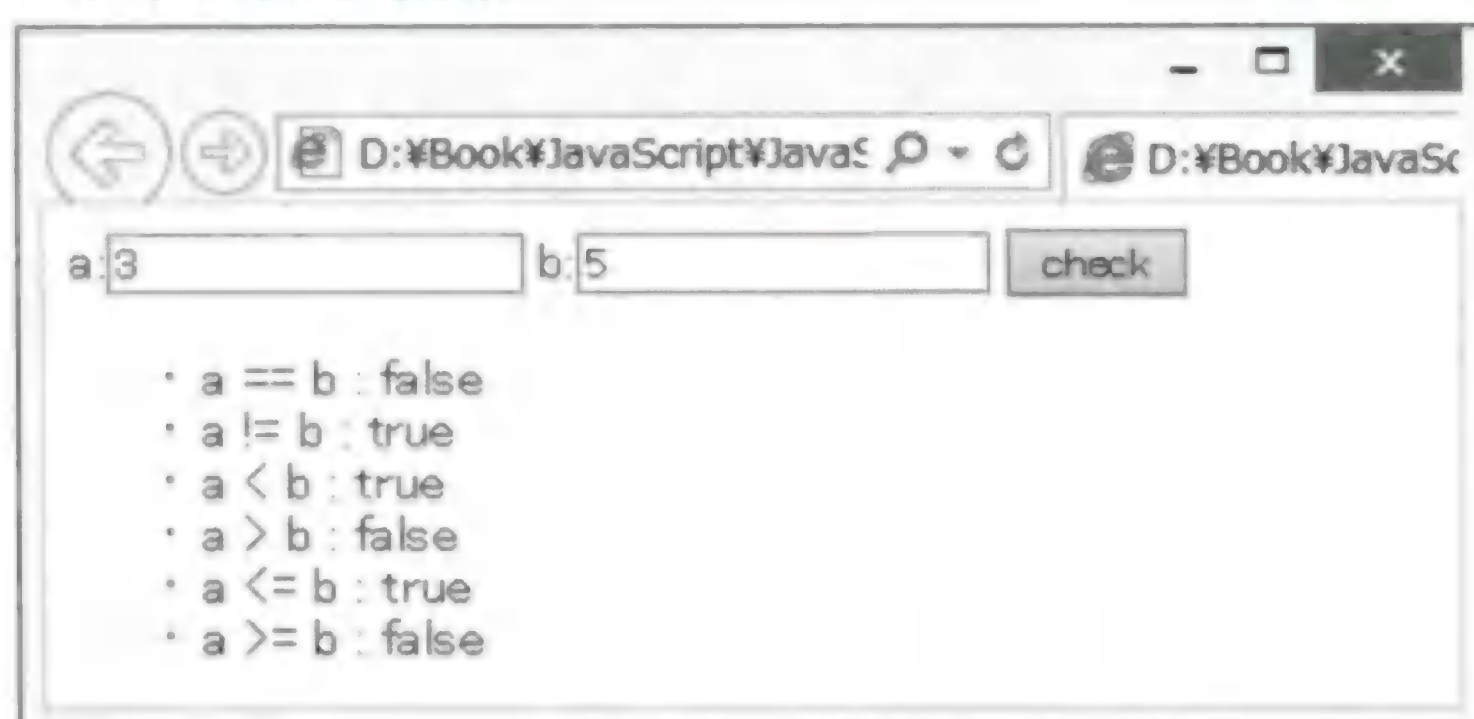 D:¥Book¥JavaScript¥JavaS D:¥Book¥JavaSc
a:3 b:5 check
・ a == b : false
・ a != b : true
・ a < b : true
・ a > b : false
・ a <= b : true
・ a >= b : false